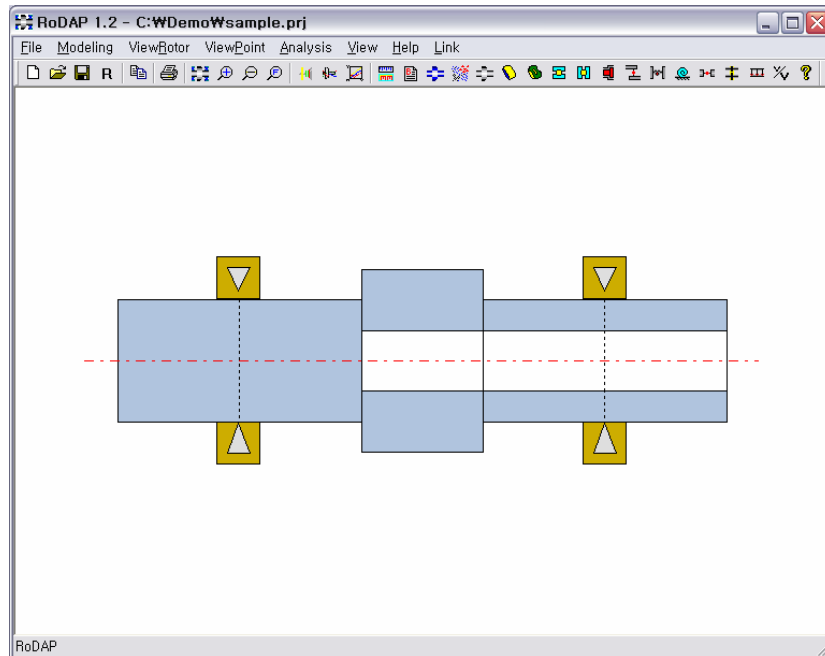 RoDAP 1.2 - C:₩Demo₩sample.prj
File Modeling ViewRotor ViewPoint Analysis View Help Link
R
RoDAP